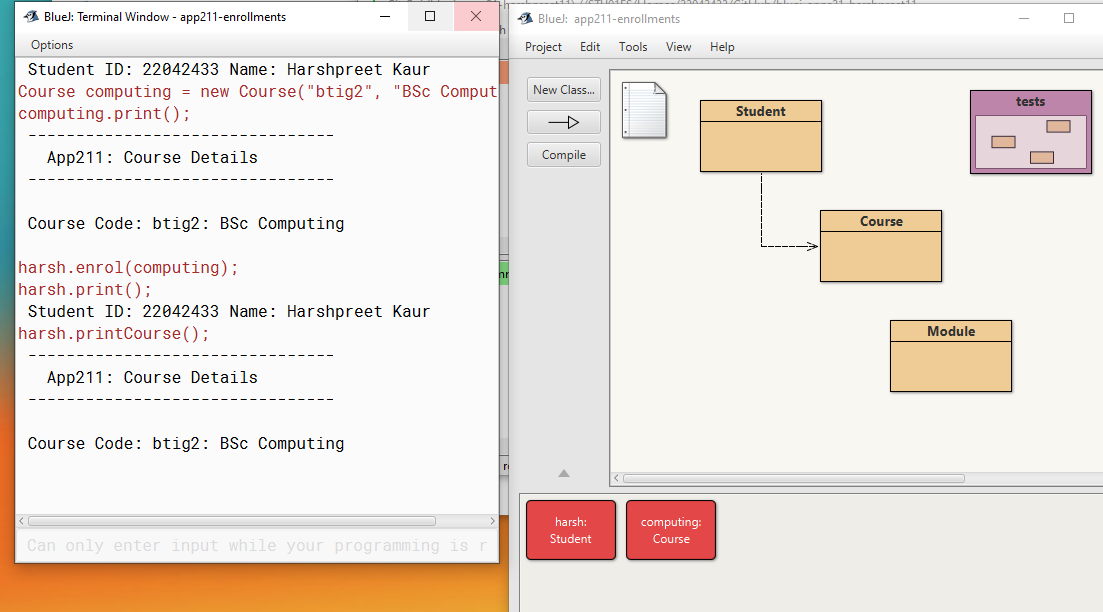 BlueJ: Terminal Window - app211-enrollments
Options
Student ID: 22042433 Name: Harshpreet Kaur
Course computing = new Course("btig2", "BSc Comput
computing.print();
--------------------------------
App211: Course Details
--------------------------------
Course Code: btig2: BSc Computing
harsh.enrol(computing);
harsh.print();
Student ID: 22042433 Name: Harshpreet Kaur
harsh.printCourse();
--------------------------------
App211: Course Details
--------------------------------
Course Code: btig2: BSc Computing
Can only enter input while your programming is r
BlueJ: app211-enrollments
Project Edit Tools View Help
New Class...
Compile
Student
tests
Course
Module
harsh:
Student
computing:
Course